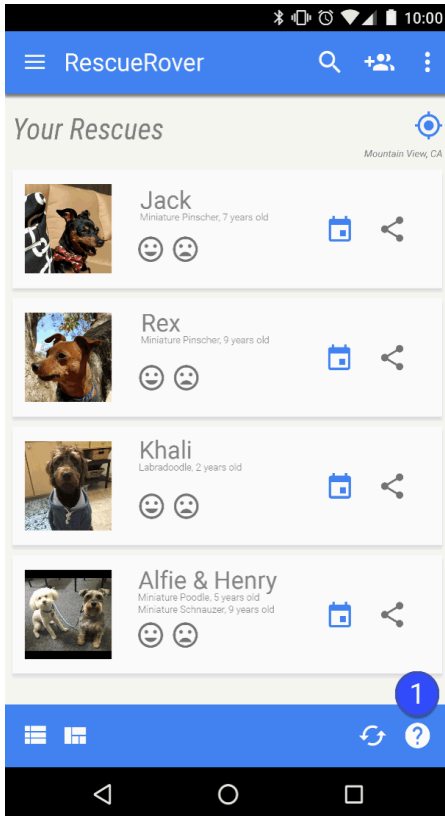 10:00
RescueRover
Your Rescues
Mountain View, CA
Jack
Miniature Pinscher, 7 years old
Rex
Miniature Pinscher, 9 years old
Khali
Labradoodle, 2 years old
Alfie & Henry
Miniature Poodle, 5 years old
Miniature Schnauzer, 9 years old
1
?